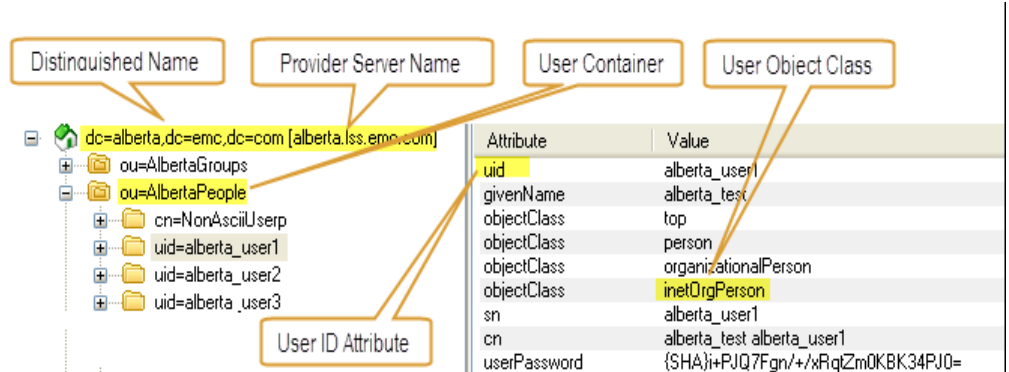 Distinguished Name
Provider Server Name
User Container
User Object Class
dc=alberta,dc=emc,dc=com [alberta.lss.emc.com]
ou=AlbertaGroups
ou=AlbertaPeople
cn=NonAsciiUserp
uid=alberta_user1
uid=alberta_user2
uid=alberta_user3
User ID Attribute
Attribute Value
uid alberta_user1
givenName alberta_test
objectClass top
objectClass person
objectClass organizationalPerson
objectClass inetOrgPerson
sn alberta_user1
cn alberta_test alberta_user1
userPassword {SHA}i+PJQ7Fgn/+/xRqtZm0KBK34PJ0=